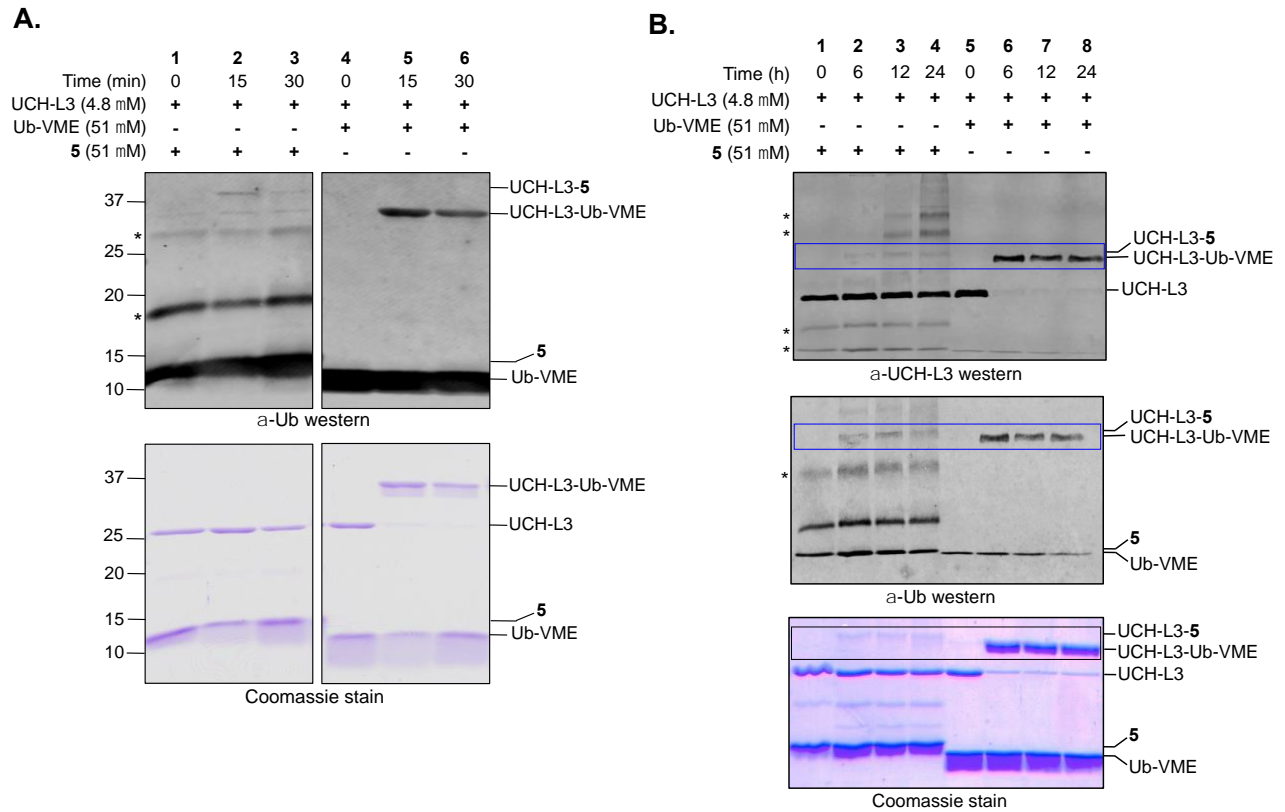 A.
1 2 3 4 5 6
Time (min) 0 15 30 0 15 30
UCH-L3 (4.8 mM) + + + + + +
Ub-VME (51 mM) - - - + + +
5 (51 mM) + + + - - -
37
*
25
20
*
15
10
UCH-L3-5
UCH-L3-Ub-VME
5
Ub-VME
a-Ub western
37
25
20
15
10
UCH-L3-Ub-VME
UCH-L3
5
Ub-VME
Coomassie stain
B.
1 2 3 4 5 6 7 8
Time (h) 0 6 12 24 0 6 12 24
UCH-L3 (4.8 mM) + + + + + + + +
Ub-VME (51 mM) - - - - + + + +
5 (51 mM) + + + + - - - -
*
*
*
*
UCH-L3-5
UCH-L3-Ub-VME
UCH-L3
a-UCH-L3 western
*
UCH-L3-5
UCH-L3-Ub-VME
5
Ub-VME
a-Ub western
UCH-L3-5
UCH-L3-Ub-VME
UCH-L3
5
Ub-VME
Coomassie stain